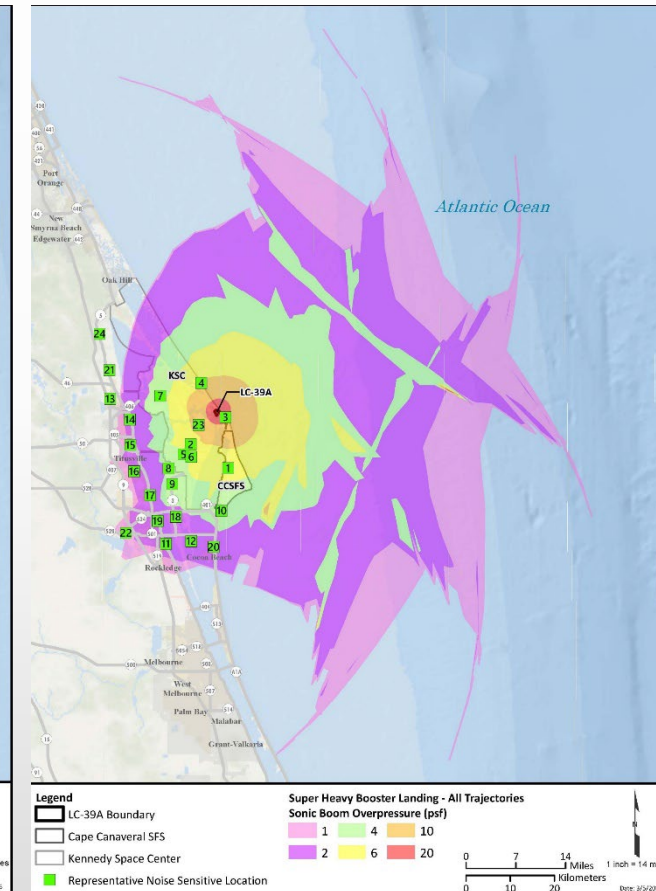 Port
Orange
New
Smyrna Beach
Edgewater
Oak Hill
Atlantic Ocean
24
21
13
14
15
Titusville
16
17
22
19
18
11
12
20
Rockledge
Cocoa Beach
KSC
7
4
LC-39A
3
23
2
5
6
8
9
1
CCSFS
10
Melbourne
West
Melbourne
Palm Bay
Malabar
Grant-Valkaria
Legend
LC-39A Boundary
Cape Canaveral SFS
Kennedy Space Center
Representative Noise Sensitive Location
Super Heavy Booster Landing - All Trajectories
Sonic Boom Overpressure (psf)
1 4 10
2 6 20
0 7 14
Miles
Kilometers
0 10 20
N
1 inch = 14 m